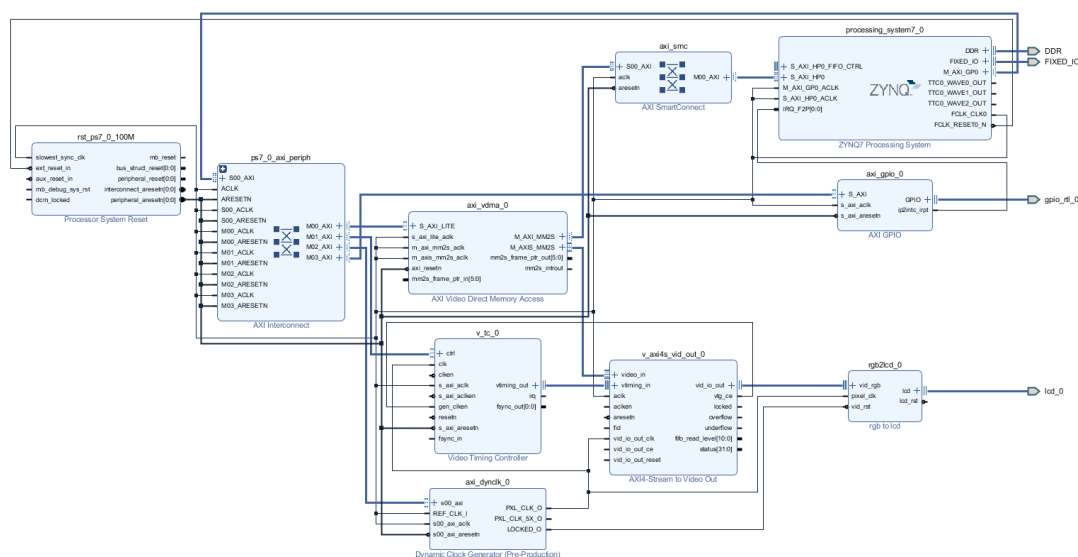 processing_system7_0
S_AXI_HP0_FIFO_CTRL
S_AXI_HP0
M_AXI_GP0_ACLK
S_AXI_HP0_ACLK
IRQ_F2P[0:0]
ZYNQ
DDR
FIXED_IO
M_AXI_GP0
TTC0_WAVE0_OUT
TTC0_WAVE1_OUT
TTC0_WAVE2_OUT
FCLK_CLK0
FCLK_RESET0_N
ZYNQ7 Processing System
DDR
FIXED_IO
axi_smc
S00_AXI
aclk
aresetn
M00_AXI
AXI SmartConnect
rst_ps7_0_100M
slowest_sync_clk
ext_reset_in
aux_reset_in
mb_debug_sys_rst
dcm_locked
mb_reset
bus_struct_reset[0:0]
peripheral_reset[0:0]
interconnect_aresetn[0:0]
peripheral_aresetn[0:0]
Processor System Reset
ps7_0_axi_periph
S00_AXI
ACLK
ARESETN
S00_ACLK
S00_ARESETN
M00_ACLK
M00_ARESETN
M01_ACLK
M01_ARESETN
M02_ACLK
M02_ARESETN
M03_ACLK
M03_ARESETN
M00_AXI
M01_AXI
M02_AXI
M03_AXI
AXI Interconnect
axi_gpio_0
S_AXI
s_axi_aclk
s_axi_aresetn
GPIO
ip2intc_irpt
AXI GPIO
gpio_rtl_0
axi_vdma_0
S_AXI_LITE
s_axi_lite_aclk
m_axi_mm2s_aclk
m_axis_mm2s_aclk
axi_resetn
mm2s_frame_ptr_in[5:0]
M_AXI_MM2S
M_AXIS_MM2S
mm2s_frame_ptr_out[5:0]
mm2s_introut
AXI Video Direct Memory Access
v_tc_0
ctrl
clk
clken
s_axi_aclk
s_axi_aclken
gen_clken
resetn
s_axi_aresetn
fsync_in
vtiming_out
irq
fsync_out[0:0]
Video Timing Controller
v_axi4s_vid_out_0
video_in
vtiming_in
aclk
aclken
aresetn
fid
vid_io_out_clk
vid_io_out_ce
vid_io_out_reset
vid_io_out
vtg_ce
locked
overflow
underflow
fifo_read_level[10:0]
status[31:0]
AXI4-Stream to Video Out
rgb2lcd_0
vid_rgb
pixel_clk
vid_rst
lcd
lcd_rst
rgb to lcd
lcd_0
axi_dynclk_0
s00_axi
REF_CLK_I
s00_axi_aclk
s00_axi_aresetn
PXL_CLK_O
PXL_CLK_5X_O
LOCKED_O
Dynamic Clock Generator (Pre-Production)